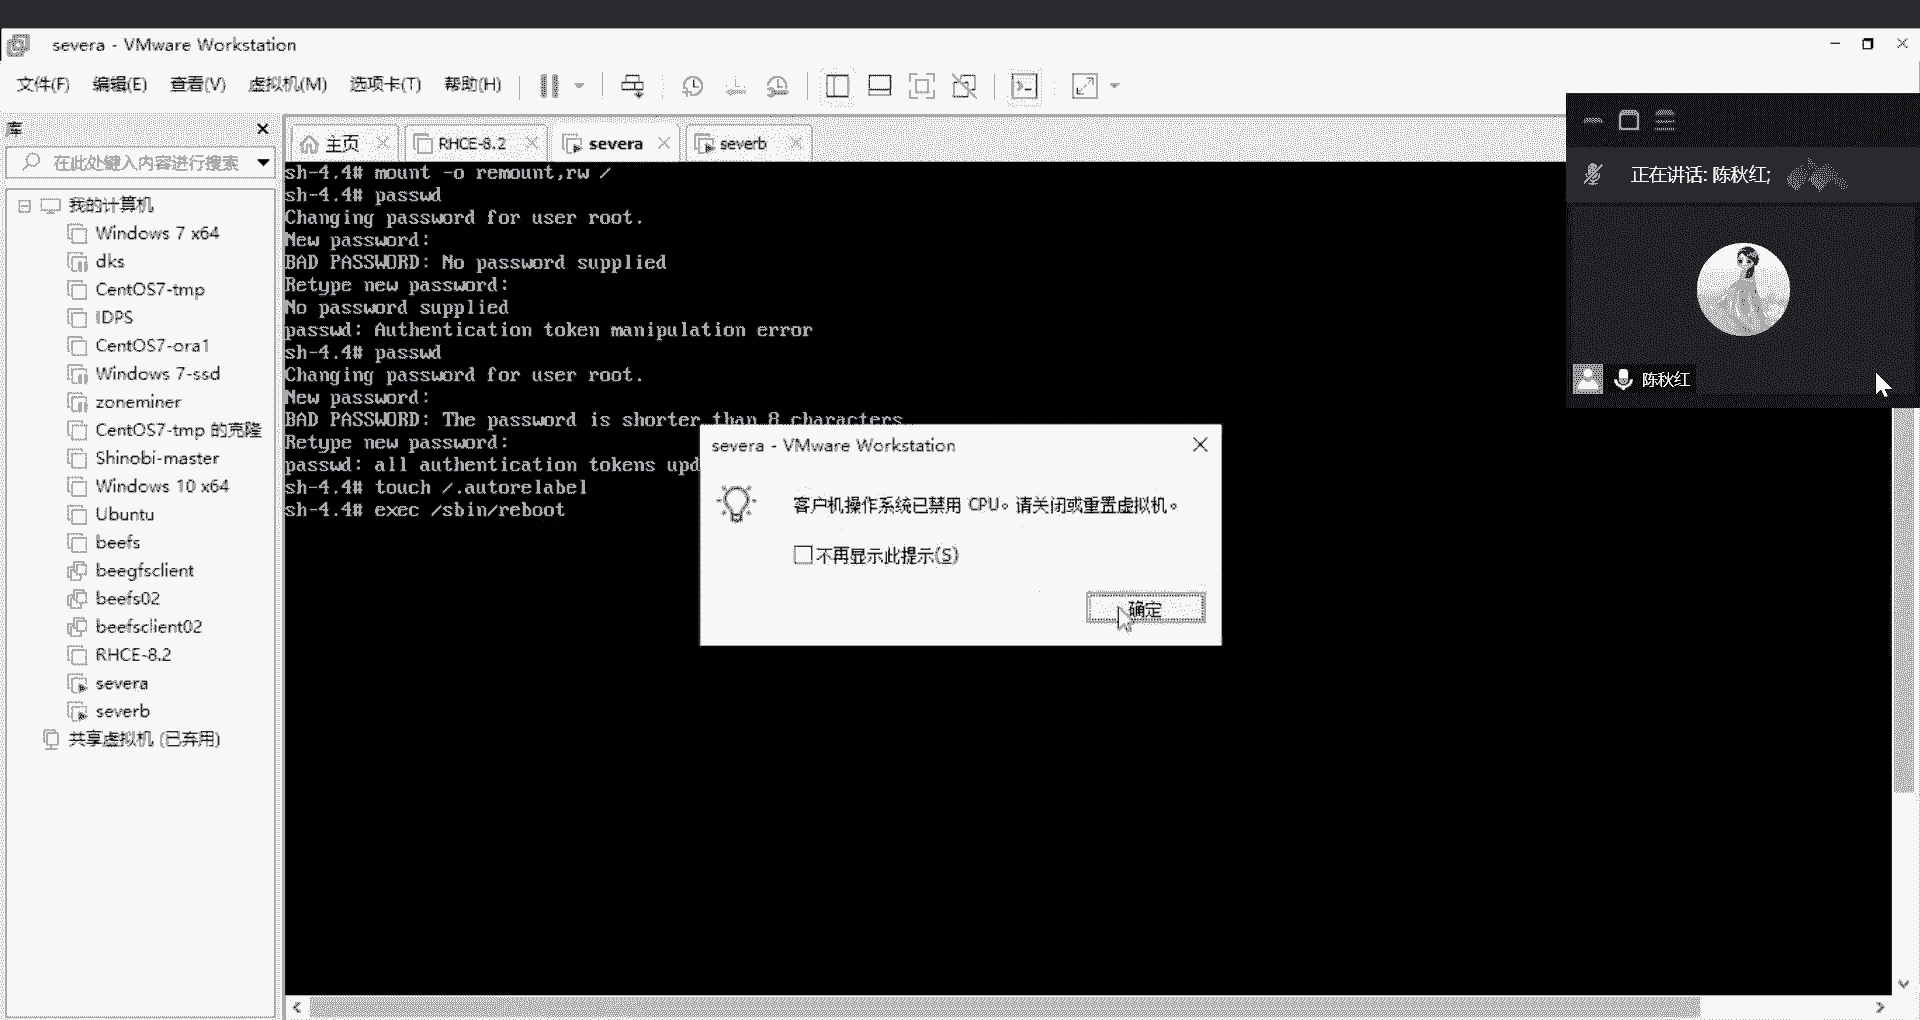 severa - VMware Workstation
文件(F) 编辑(E) 查看(V) 虚拟机(M) 选项卡(T) 帮助(H)
库
在此处键入内容进行搜索
我的计算机
Windows 7 x64
dks
CentOS7-tmp
IDPS
CentOS7-ora1
Windows 7-ssd
zoneminer
CentOS7-tmp 的克隆
Shinobi-master
Windows 10 x64
Ubuntu
beefs
beegfsclient
beefs02
beefsclient02
RHCE-8.2
severa
severb
共享虚拟机 (已弃用)
主页 RHCE-8.2 severa severb
sh-4.4# mount -o remount,rw /
sh-4.4# passwd
Changing password for user root.
New password:
BAD PASSWORD: No password supplied
Retype new password:
No password supplied
passwd: Authentication token manipulation error
sh-4.4# passwd
Changing password for user root.
New password:
BAD PASSWORD: The password is shorter than 8 characters
Retype new password:
passwd: all authentication tokens upd
sh-4.4# touch /.autorelabel
sh-4.4# exec /sbin/reboot
severa - VMware Workstation
客户机操作系统已禁用 CPU。请关闭或重置虚拟机。
不再显示此提示(S)
确定
正在讲话: 陈秋红;
陈秋红